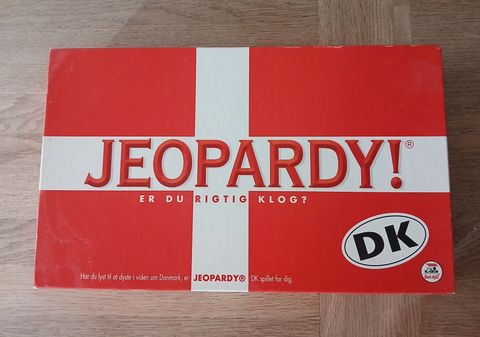 JEOPARDY!®
ER DU RIGTIG KLOG?
DK
Har du lyst til at dyste i viden om Danmark, er JEOPARDY® DK spillet for dig.